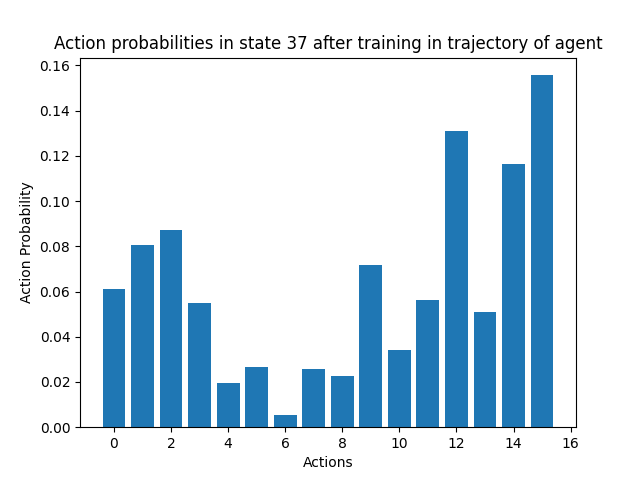 Action probabilities in state 37 after training in trajectory of agent
0.16
0.14
0.12
0.10
0.08
0.06
0.04
0.02
0.00
Action Probability
0 2 4 6 8 10 12 14 16
Actions